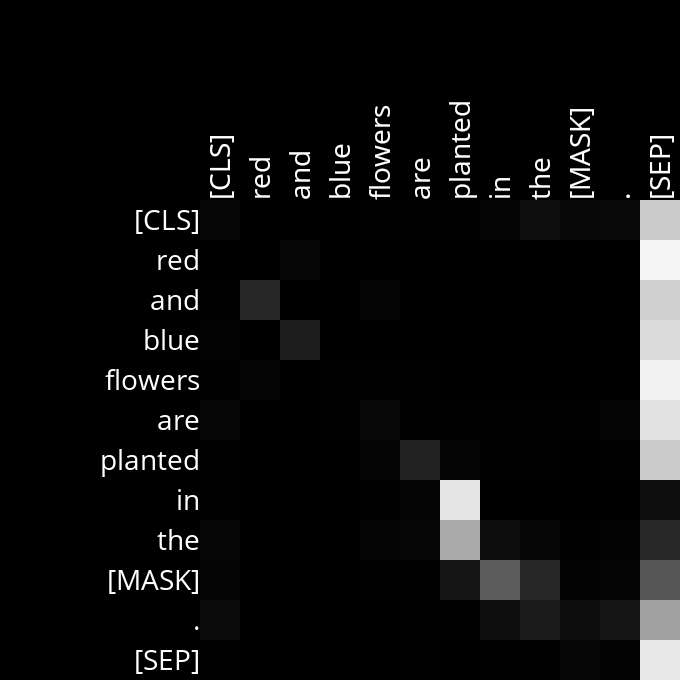 [CLS] red and blue flowers are planted in the [MASK] . [SEP]
[CLS]
red
and
blue
flowers
are
planted
in
the
[MASK]
.
[SEP]